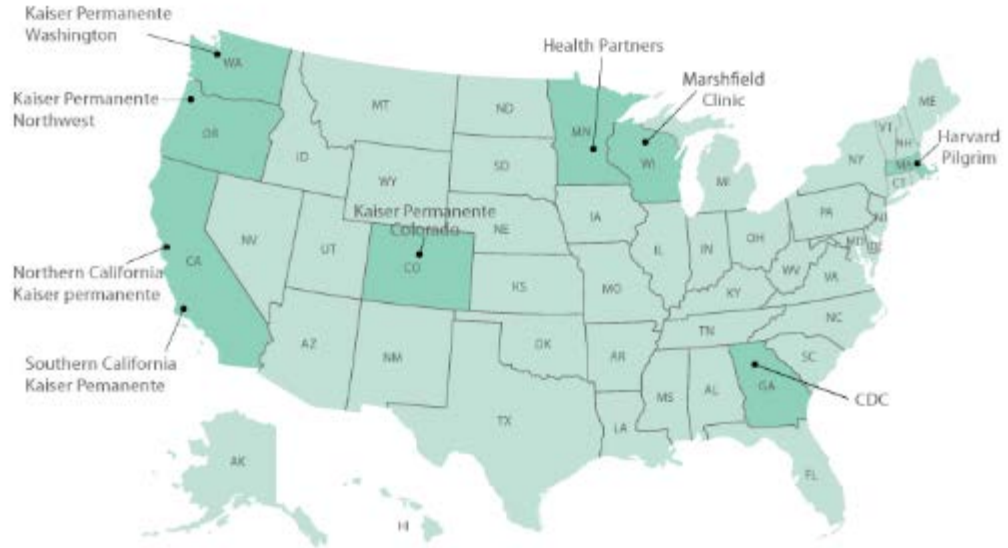 Kaiser Permanente
Washington
Kaiser Permanente
Northwest
Northern California
Kaiser permanente
Southern California
Kaiser Pemanente
Kaiser Permanente
Colorado
Health Partners
Marshfield
Clinic
Harvard
Pilgrim
CDC
WA
OR
CA
ID
NV
MT
WY
UT
AZ
CO
NM
ND
SD
NE
KS
OK
TX
MN
IA
MO
AR
LA
WI
IL
MI
IN
OH
KY
TN
MS
AL
GA
FL
SC
NC
VA
WV
PA
NY
VT
NH
ME
MA
CT
NJ
MD
DE
AK
HI